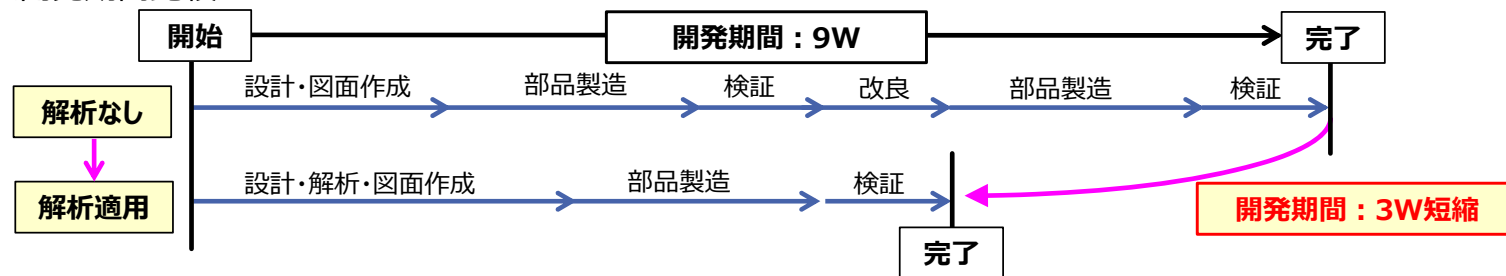 開始
開発期間：9W
完了
設計・図面作成 部品製造 検証 改良 部品製造 検証
解析なし
設計・解析・図面作成 部品製造 検証
解析適用
開発期間：3W短縮
完了